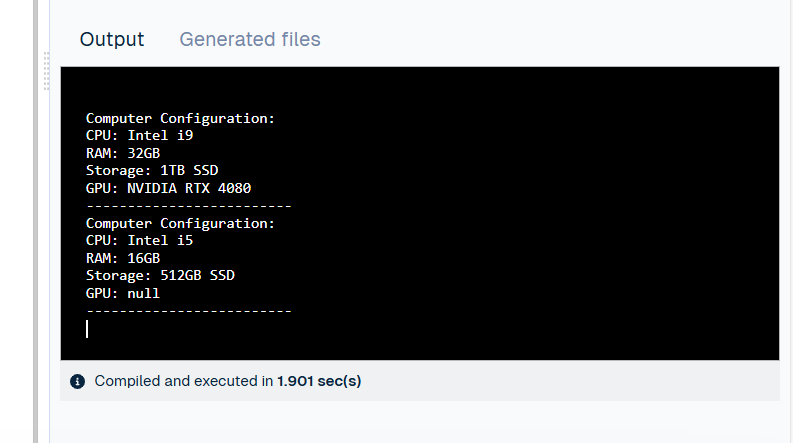 Output Generated files
Computer Configuration:
CPU: Intel i9
RAM: 32GB
Storage: 1TB SSD
GPU: NVIDIA RTX 4080
-------------------------
Computer Configuration:
CPU: Intel i5
RAM: 16GB
Storage: 512GB SSD
GPU: null
-------------------------
Compiled and executed in 1.901 sec(s)